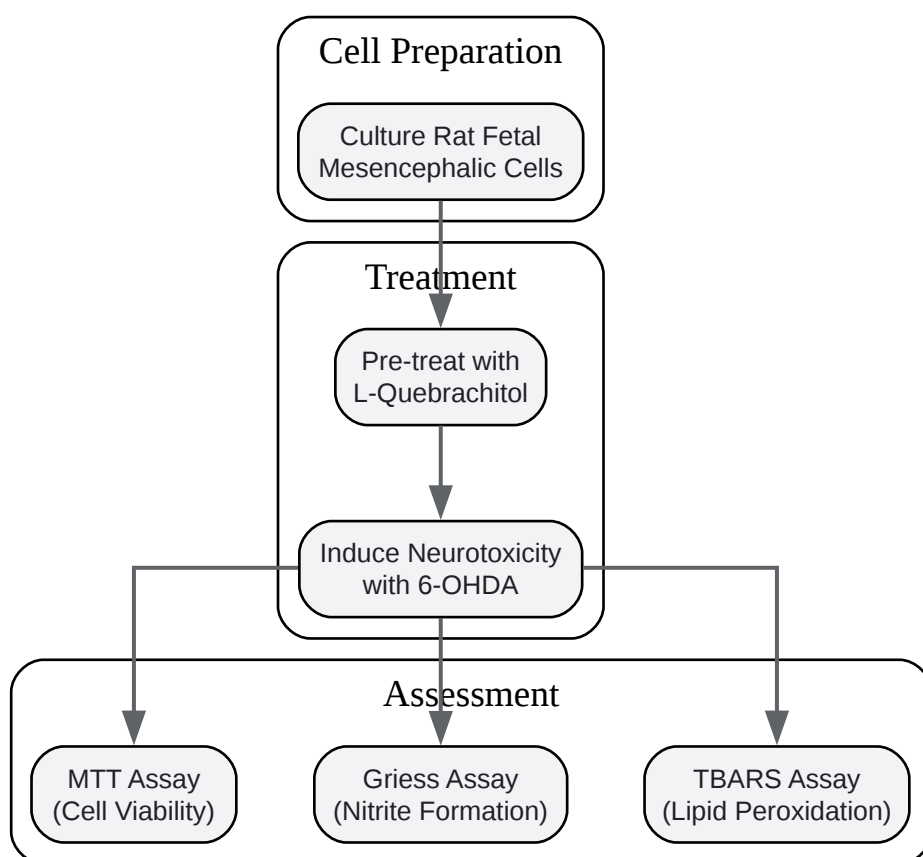 Cell Preparation
Culture Rat Fetal
Mesencephalic Cells
Treatment
Pre-treat with
L-Quebrachitol
Induce Neurotoxicity
with 6-OHDA
Assessment
MTT Assay
(Cell Viability)
Griess Assay
(Nitrite Formation)
TBARS Assay
(Lipid Peroxidation)